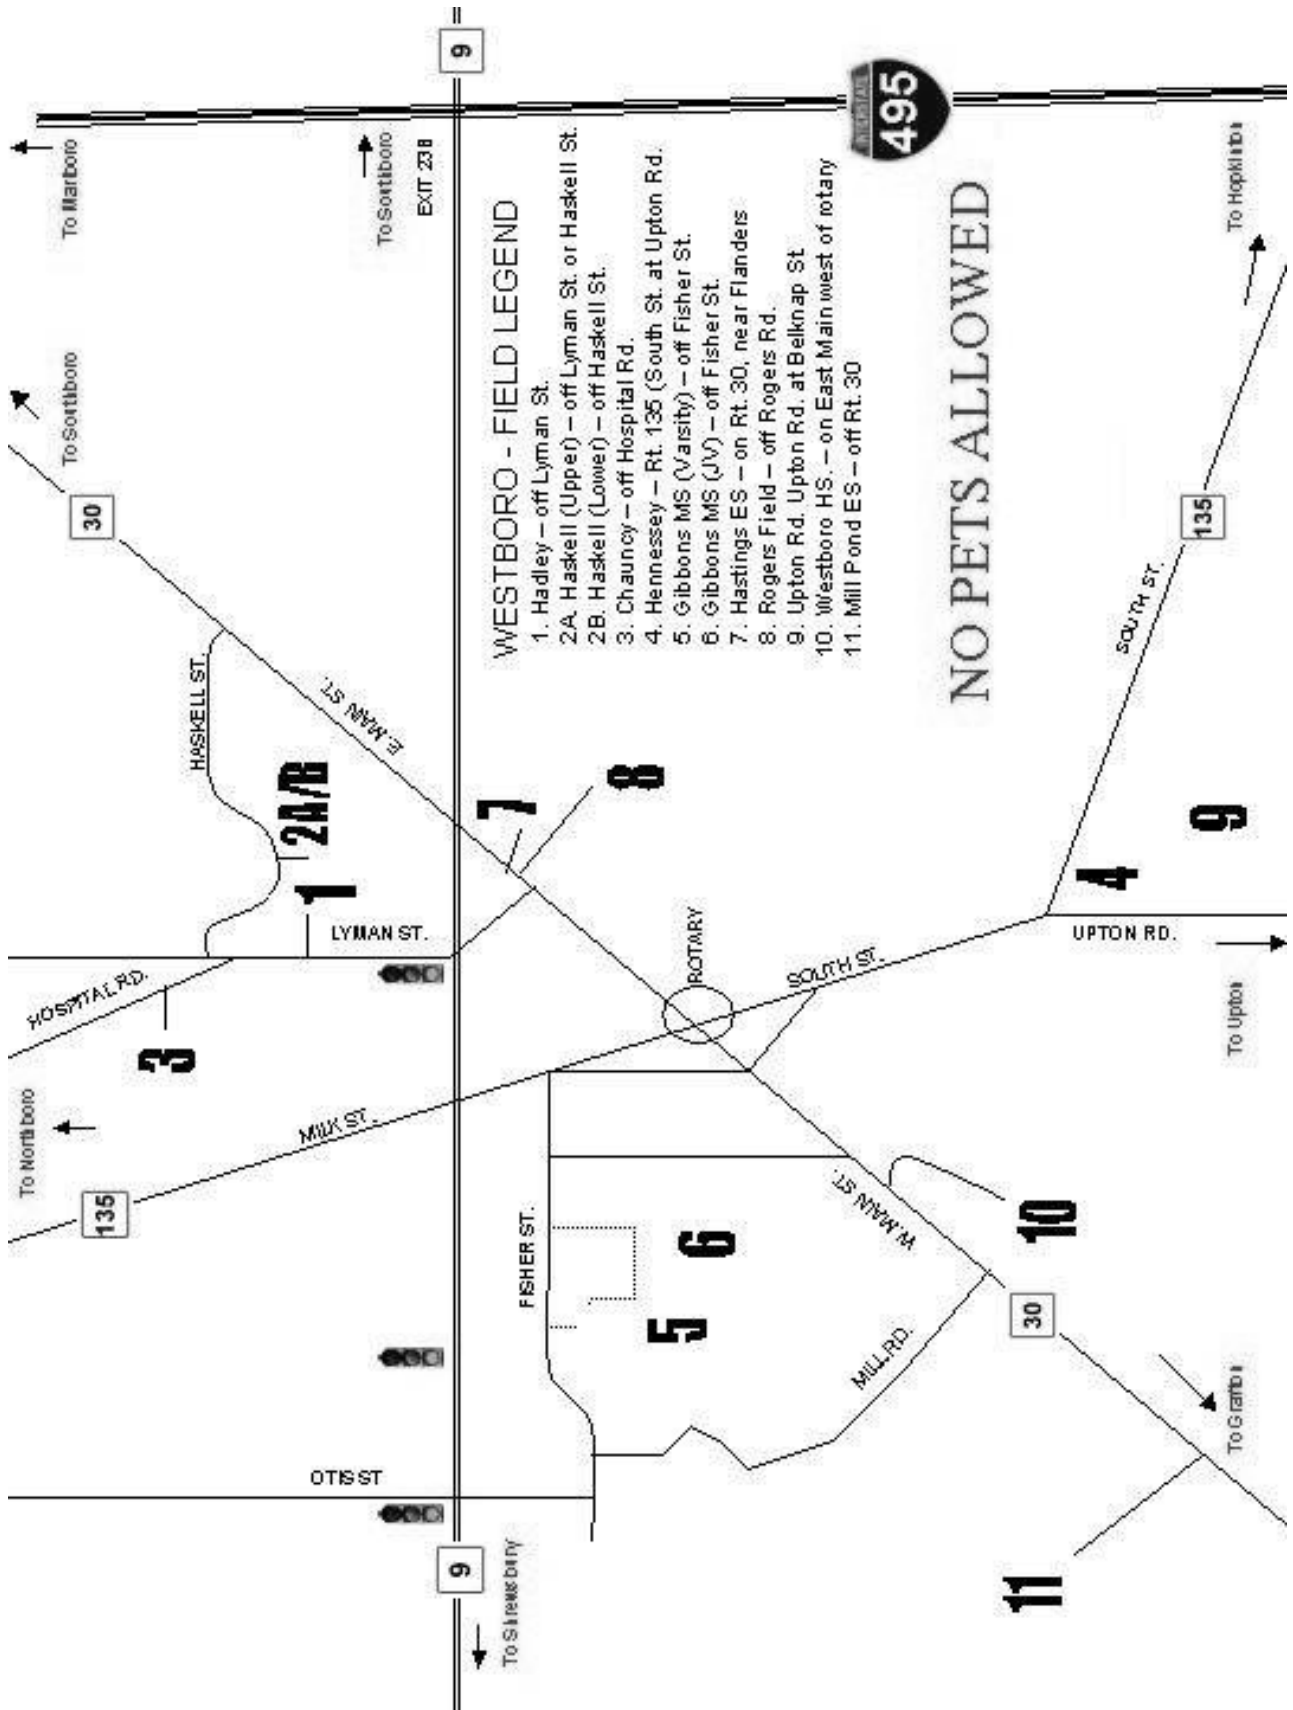 WESTBORO - FIELD LEGEND
1. Hadley – off Lyman St.
2A. Haskell (Upper) – off Lyman St. or Haskell St.
2B. Haskell (Lower) – off Haskell St.
3. Chauncy – off Hospital Rd.
4. Hennessey – Rt. 135 (South St. at Upton Rd.
5. Gibbons MS (Varsity) – off Fisher St.
6. Gibbons MS (JV) – off Fisher St.
7. Hastings ES – on Rt. 30, near Flanders
8. Rogers Field – off Rogers Rd.
9. Upton Rd. Upton Rd. at Belknap St
10. Westboro HS. – on East Main west of rotary
11. Mill Pond ES – off Rt. 30
NO PETS ALLOWED
To Northboro
135
HOSPITAL RD.
3
To Southboro
30
To Marlboro
HASKELL ST.
2A/B
1
LYMAN ST.
MILK ST.
E. MAIN ST.
OTIS ST
To Southboro
EXIT 23B
9
9
To Shrewsbury
7
8
FISHER ST.
5
6
ROTARY
SOUTH ST.
W. MAIN ST.
MILL RD.
495
10
30
11
To Grafton
4
9
UPTON RD.
To Upton
SOUTH ST.
135
To Hopkinton